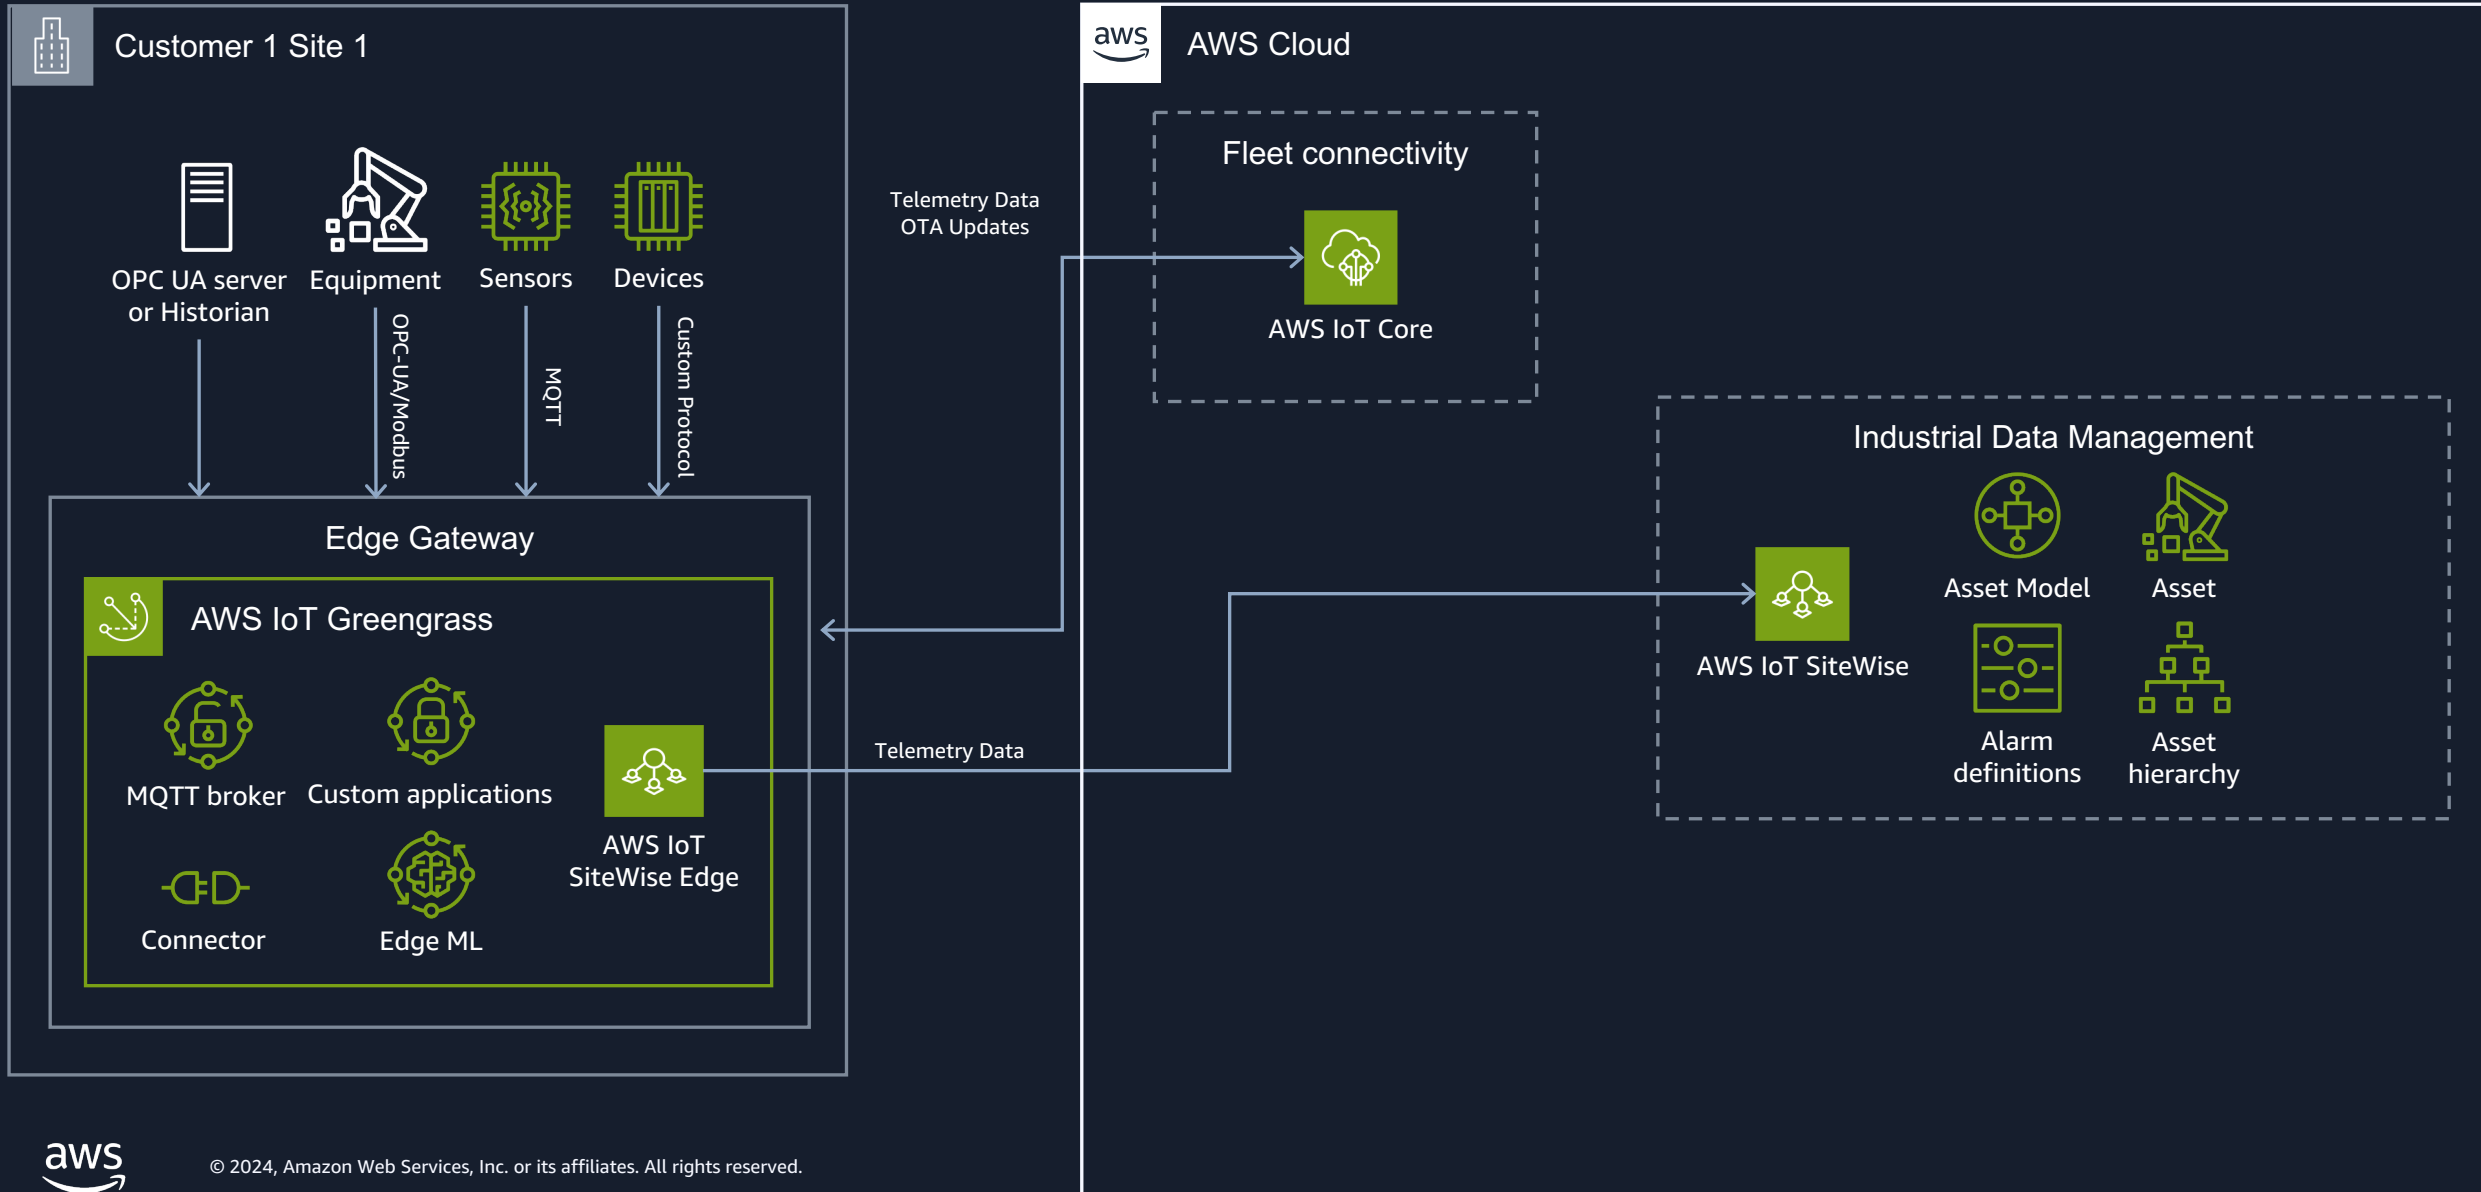 Customer 1 Site 1
OPC UA server
or Historian
Equipment
Sensors
Devices
OPC-UA/Modbus
MQTT
Custom Protocol
Edge Gateway
AWS IoT Greengrass
MQTT broker
Custom applications
Connector
Edge ML
AWS IoT
SiteWise Edge
Telemetry Data
OTA Updates
Telemetry Data
aws
AWS Cloud
Fleet connectivity
AWS IoT Core
Industrial Data Management
AWS IoT SiteWise
Asset Model
Asset
Alarm
definitions
Asset
hierarchy
aws
© 2024, Amazon Web Services, Inc. or its affiliates. All rights reserved.